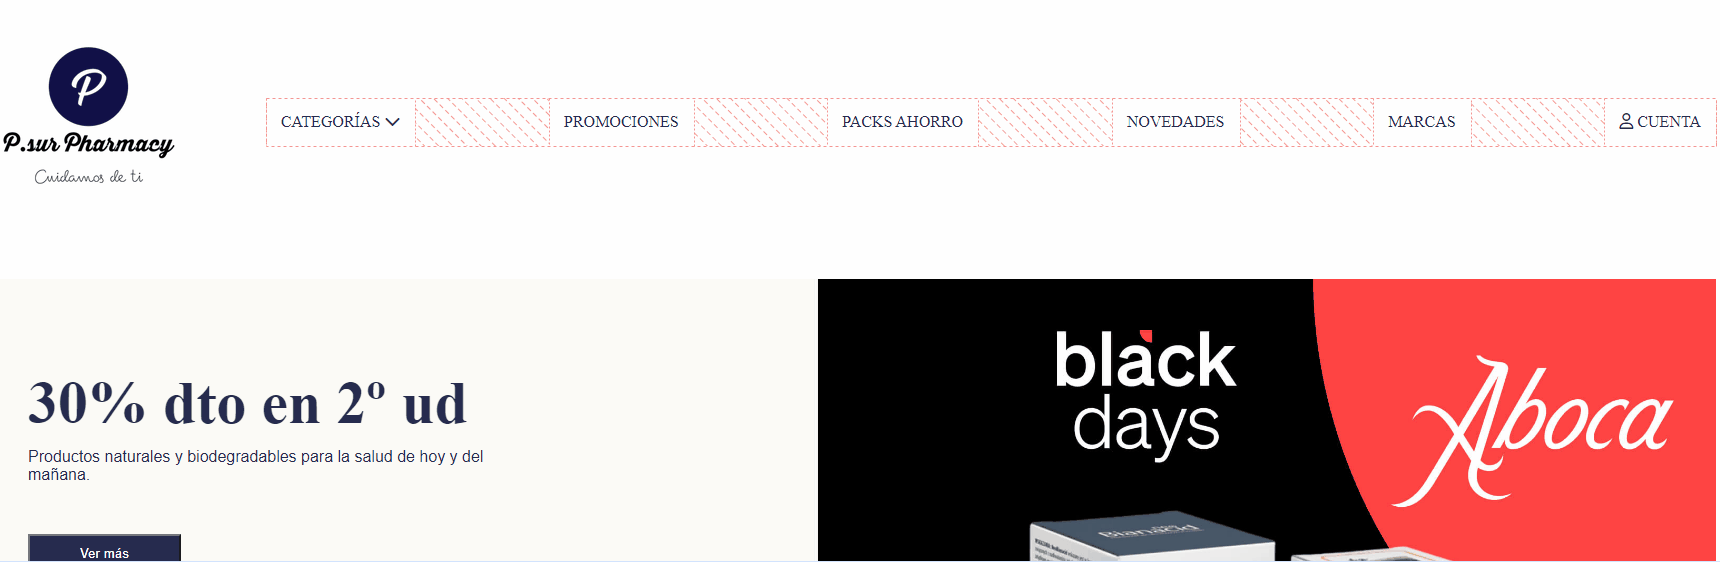 P
P.sur Pharmacy
Cuidamos de ti
CATEGORÍAS
PROMOCIONES
PACKS AHORRO
NOVEDADES
MARCAS
CUENTA
30% dto en 2º ud
Productos naturales y biodegradables para la salud de hoy y del
mañana.
Ver más
black
days
Aboca
Bianacid